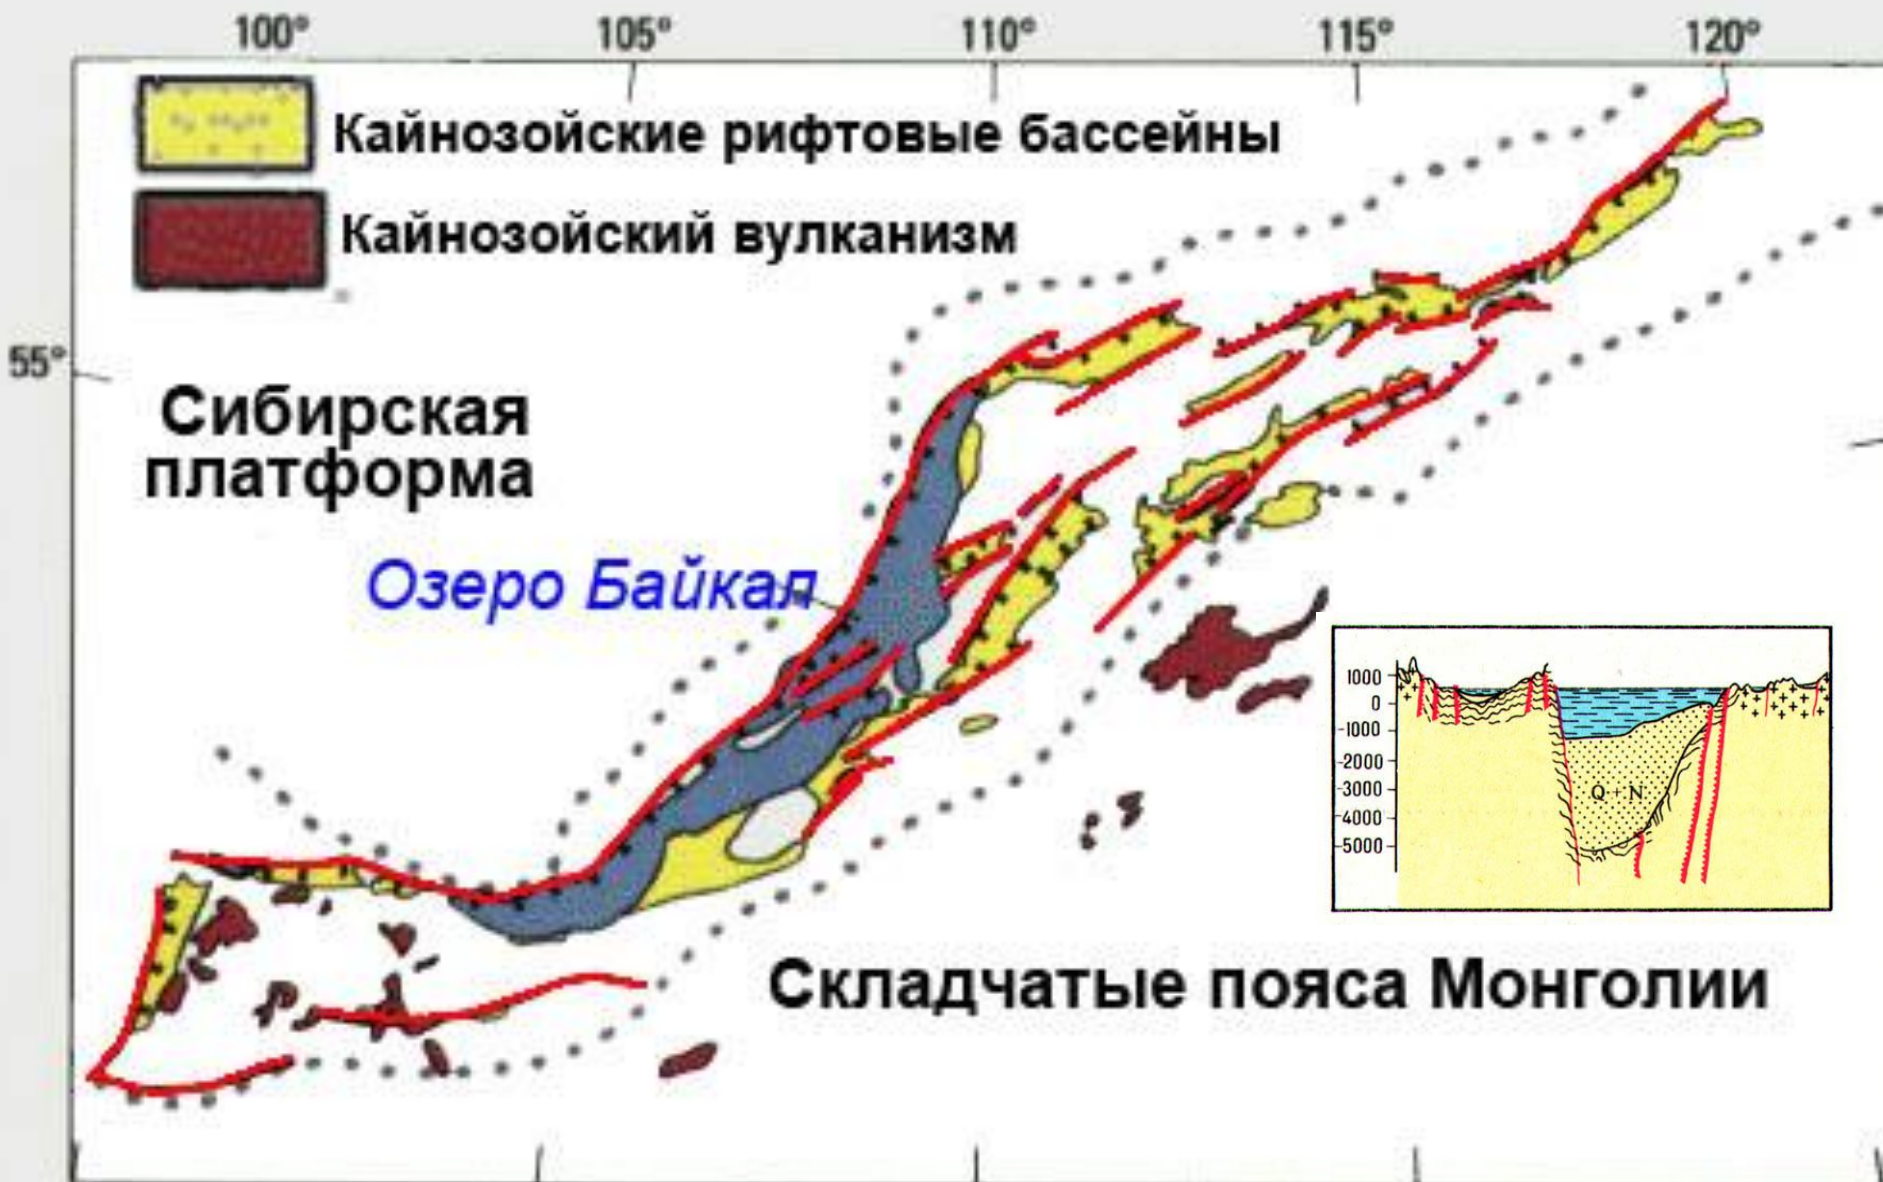 100° 105° 110° 115° 120°
Кайнозойские рифтовые бассейны
Кайнозойский вулканизм
55°
Сибирская
платформа
Озеро Байкал
1000
0
-1000
-2000
-3000
-4000
-5000
Q + N
Складчатые пояса Монголии